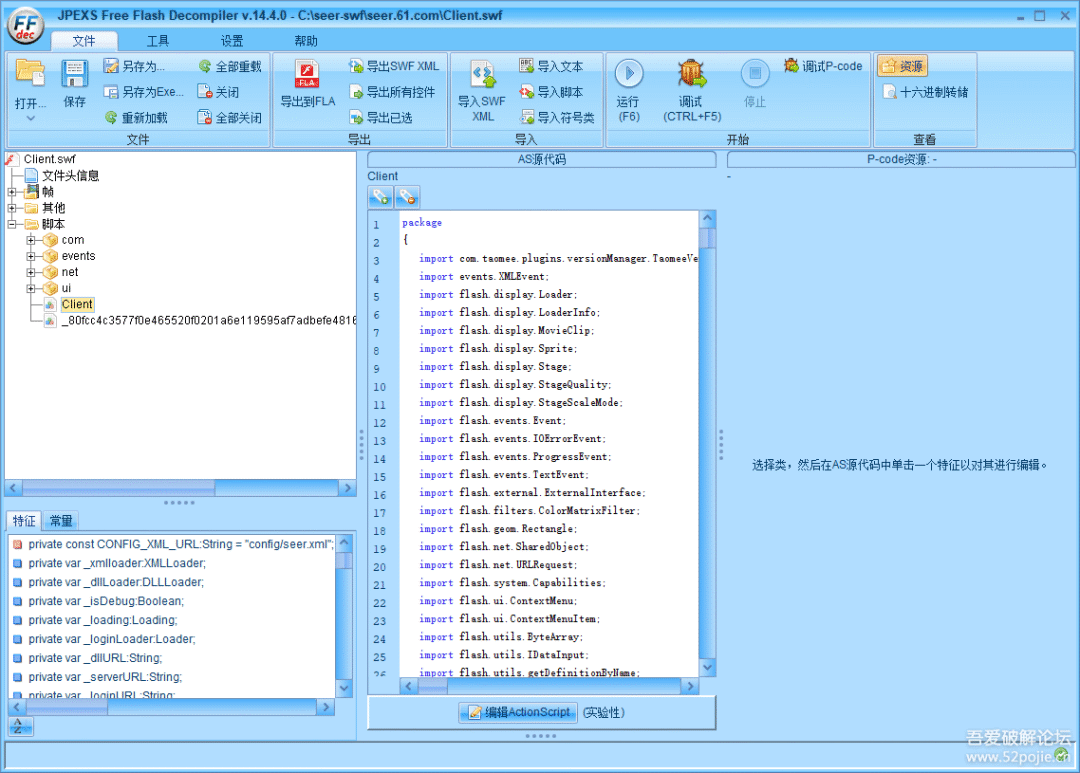 JPEXS Free Flash Decompiler v.14.4.0 - C:\seer-swf\seer.61.com\Client.swf
FF
dec
文件 工具 设置 帮助
打开... 保存 另存为... 另存为Exe... 重新加载 全部重载 关闭 全部关闭
文件
FLA
导出到FLA 导出SWF XML 导出所有控件 导出已选
导出
导入SWF XML 导入文本 导入脚本 导入符号类
导入
运行 (F6) 调试 (CTRL+F5) 停止 调试P-code
开始
资源 十六进制转储
查看
Client.swf
文件头信息
帧
其他
脚本
com
events
net
ui
Client
_80fcc4c3577f0e465520f0201a6e119595af7adbefe4816
特征 常量
private const CONFIG_XML_URL:String = "config/seer.xml";
private var _xmlloader:XMLLoader;
private var _dllLoader:DLLLoader;
private var _isDebug:Boolean;
private var _loading:Loading;
private var _loginLoader:Loader;
private var _dllURL:String;
private var _serverURL:String;
private var _loginURL:String;
AS源代码
Client
1 package
2 {
3 import com.taomee.plugins.versionManager.TaomeeVe
4 import events.XMLEvent;
5 import flash.display.Loader;
6 import flash.display.LoaderInfo;
7 import flash.display.MovieClip;
8 import flash.display.Sprite;
9 import flash.display.Stage;
10 import flash.display.StageQuality;
11 import flash.display.StageScaleMode;
12 import flash.events.Event;
13 import flash.events.IOErrorEvent;
14 import flash.events.ProgressEvent;
15 import flash.events.TextEvent;
16 import flash.external.ExternalInterface;
17 import flash.filters.ColorMatrixFilter;
18 import flash.geom.Rectangle;
19 import flash.net.SharedObject;
20 import flash.net.URLRequest;
21 import flash.system.Capabilities;
22 import flash.ui.ContextMenu;
23 import flash.ui.ContextMenuItem;
24 import flash.utils.ByteArray;
25 import flash.utils.IDataInput;
26 import flash.utils.getDefinitionByName;
编辑ActionScript (实验性)
P-code资源: -
-
选择类，然后在AS源代码中单击一个特征以对其进行编辑。
吾爱破解论坛
www.52pojie.cn